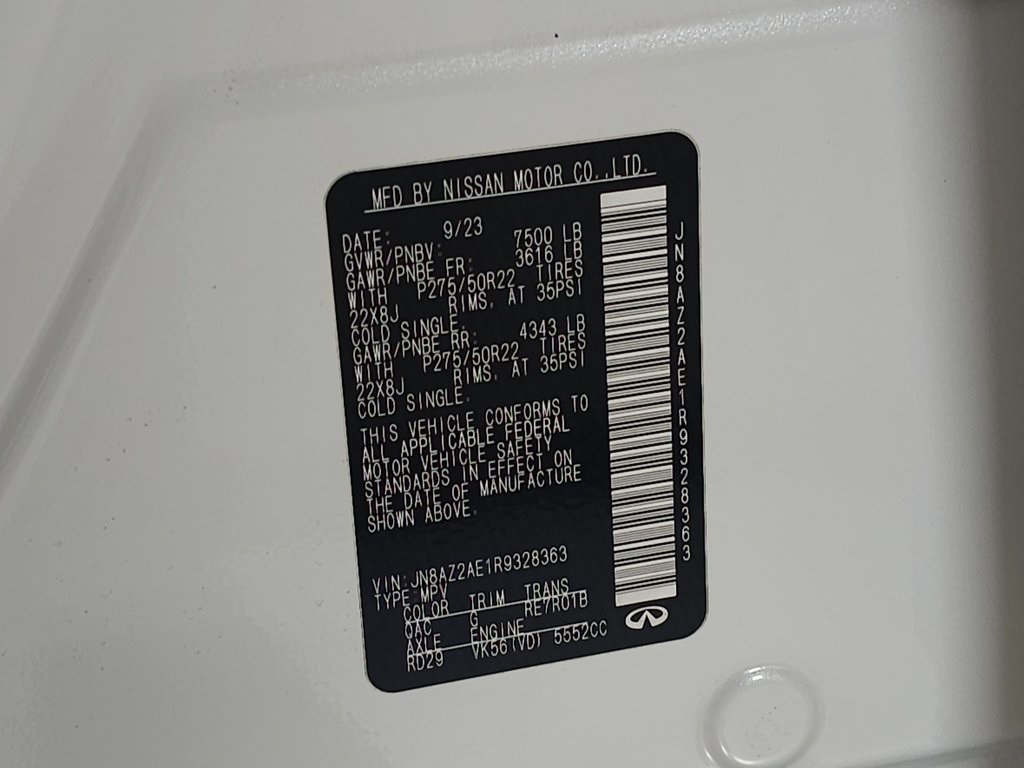 MFD BY NISSAN MOTOR CO.,LTD.
DATE: 9/23
GVWR/PNBV: 7500 LB
GAWR/PNBE FR: 3616 LB
WITH P275/50R22 TIRES
22X8J RIMS, AT 35PSI
COLD SINGLE.
GAWR/PNBE RR: 4343 LB
WITH P275/50R22 TIRES
22X8J RIMS, AT 35PSI
COLD SINGLE.
THIS VEHICLE CONFORMS TO
ALL APPLICABLE FEDERAL
MOTOR VEHICLE SAFETY
STANDARDS IN EFFECT ON
THE DATE OF MANUFACTURE
SHOWN ABOVE.
VIN:JN8AZ2AE1R9328363
TYPE:MPV
COLOR TRIM TRANS
QAC G RE7R01B
AXLE ENGINE
RD29 VK56(VD) 5552CC
JN8AZ2AE1R9328363